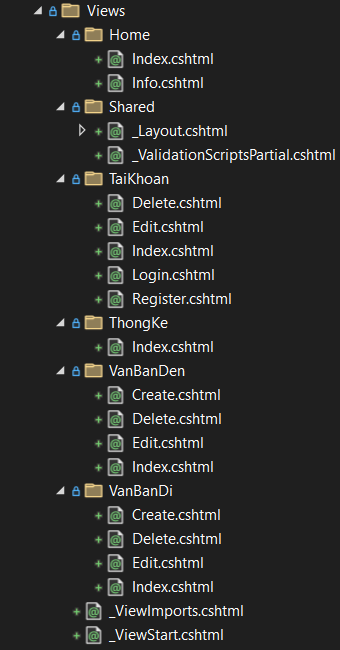 Views
Home
Index.cshtml
Info.cshtml
Shared
_Layout.cshtml
_ValidationScriptsPartial.cshtml
TaiKhoan
Delete.cshtml
Edit.cshtml
Index.cshtml
Login.cshtml
Register.cshtml
ThongKe
Index.cshtml
VanBanDen
Create.cshtml
Delete.cshtml
Edit.cshtml
Index.cshtml
VanBanDi
Create.cshtml
Delete.cshtml
Edit.cshtml
Index.cshtml
_ViewImports.cshtml
_ViewStart.cshtml